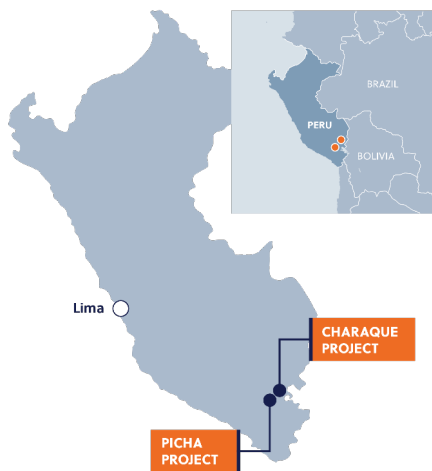 BRAZIL
PERU
BOLIVIA
Lima
CHARAQUE
PROJECT
PICHA
PROJECT